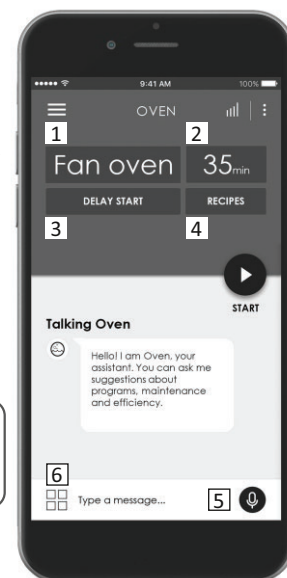 9:41 AM 100%
OVEN
1 2
Fan oven 35min
DELAY START RECIPES
3 4
START
Talking Oven
Hello! I am Oven, your
assistant. You can ask me
suggestions about
programs, maintenance
and efficiency.
6
Type a message... 5